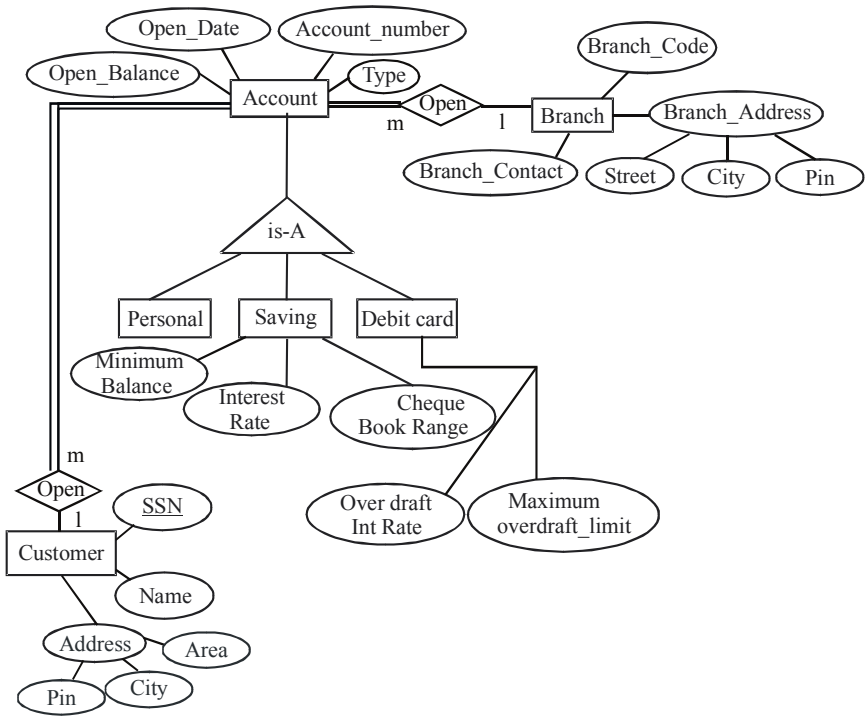 Open_Date
Account_number
Branch_Code
Open_Balance
Type
Account
Open
Branch
Branch_Address
m
l
Branch_Contact
Street
City
Pin
is-A
Personal
Saving
Debit card
Minimum
Balance
Interest
Rate
Cheque
Book Range
m
Open
l
SSN
Over draft
Int Rate
Maximum
overdraft_limit
Customer
Name
Address
Area
Pin
City